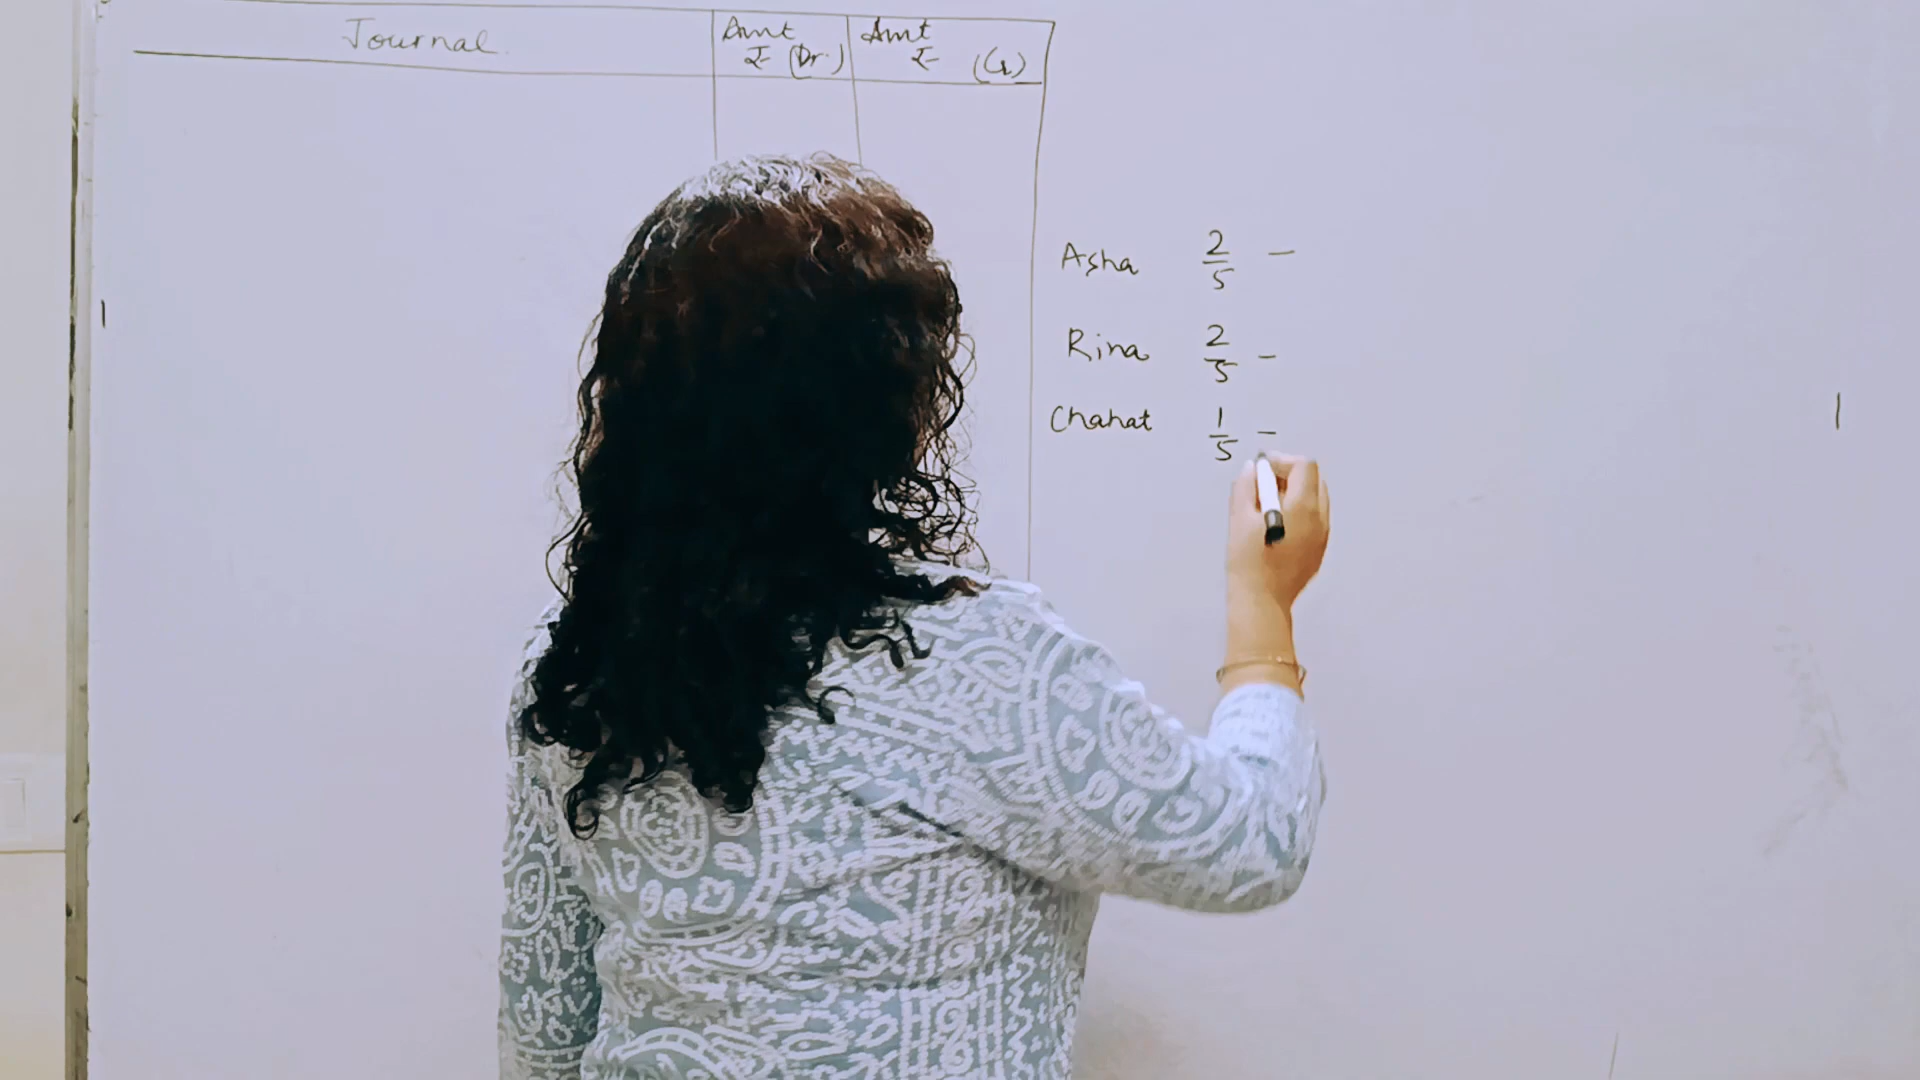 Journal
Amt Amt
₹ (Dr.) ₹ (Cr)
Asha 2/5 -
Rina 2/5 -
Chahat 1/5 -